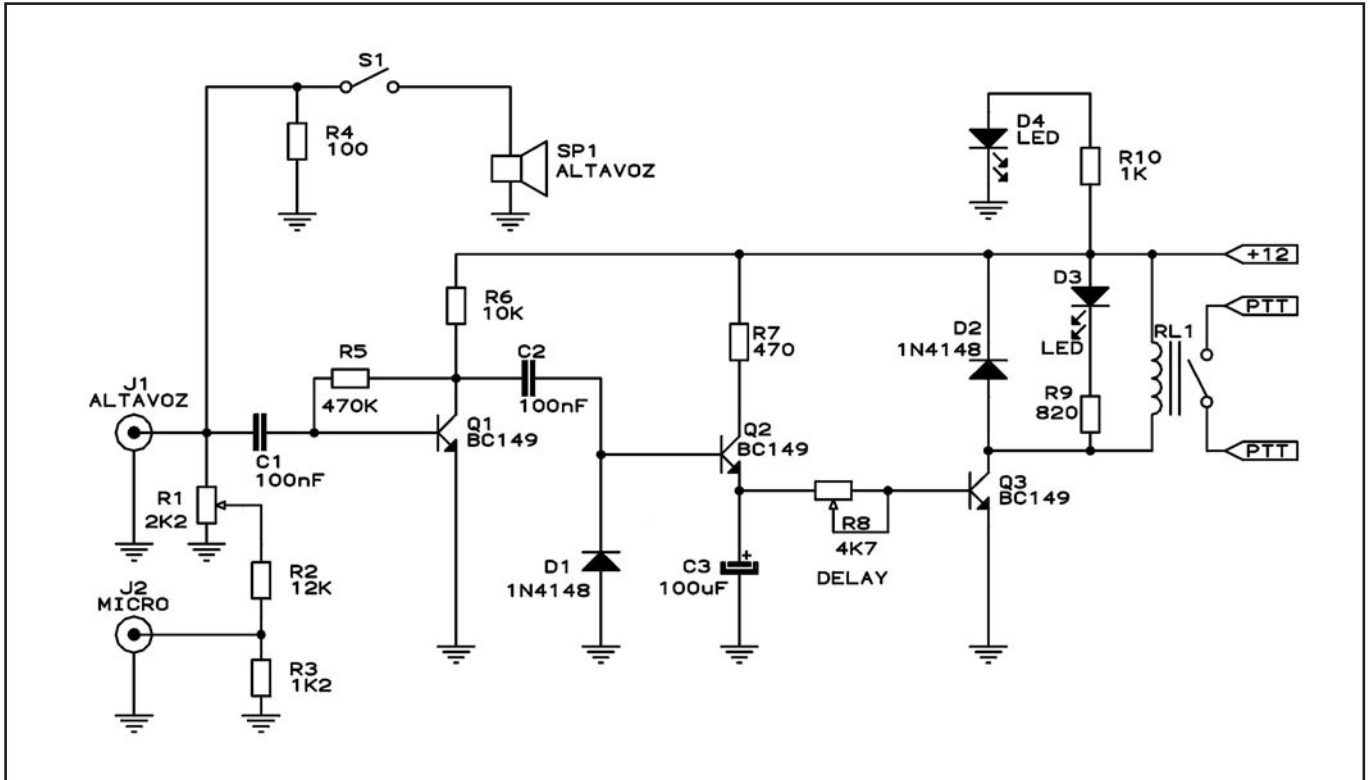 S1
R4
100
SP1
ALTAVOZ
D4
LED
R10
1K
+12
R6
10K
R7
470
D3
LED
PTT
RL1
D2
1N4148
R5
470K
C2
100nF
J1
ALTAVOZ
C1
100nF
Q1
BC149
Q2
BC149
R9
820
PTT
R1
2K2
Q3
BC149
R8
4K7
DELAY
D1
1N4148
C3
+
100uF
R2
12K
J2
MICRO
R3
1K2